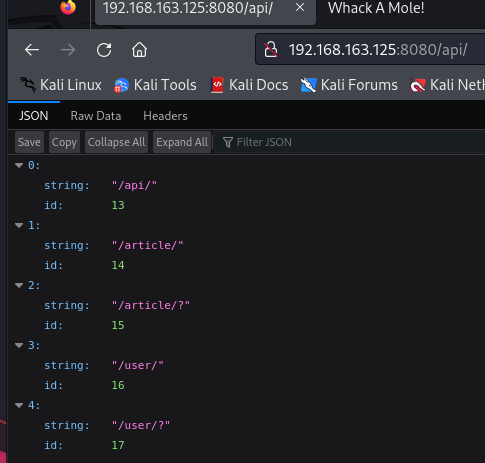 192.168.163.125:8080/api/ Whack A Mole!
192.168.163.125:8080/api/
Kali Linux Kali Tools Kali Docs Kali Forums Kali Net
JSON Raw Data Headers
Save Copy Collapse All Expand All Filter JSON
0:
string: "/api/"
id: 13
1:
string: "/article/"
id: 14
2:
string: "/article/?"
id: 15
3:
string: "/user/"
id: 16
4:
string: "/user/?"
id: 17